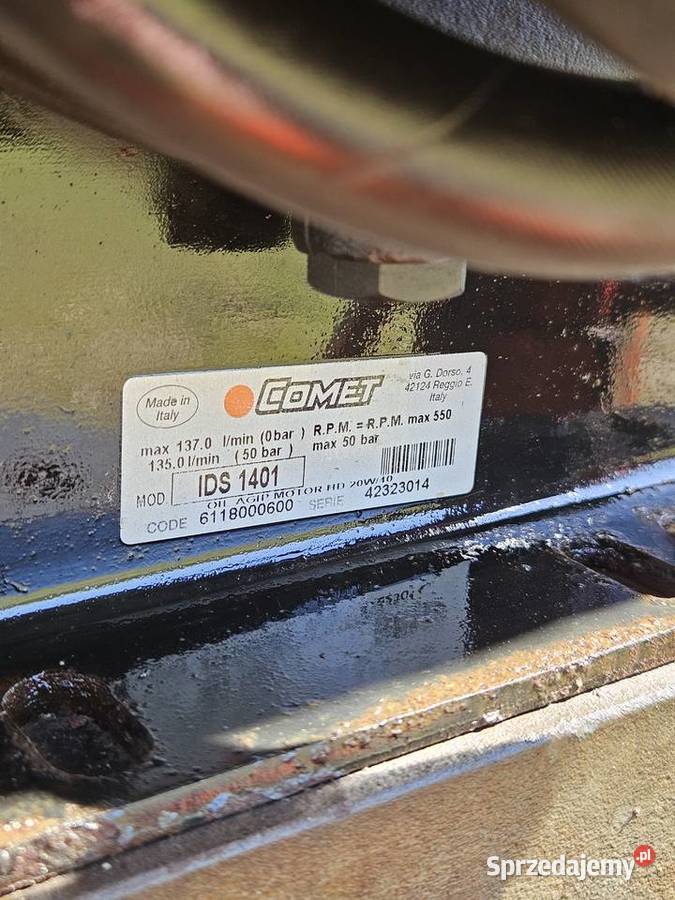 Made in
Italy
COMET
via G. Dorso, 4
42124 Reggio E.
Italy
max 137.0 l/min (0bar ) R.P.M. = R.P.M. max 550
135.0 l/min (50 bar) max 50 bar
MOD. IDS 1401
OIL AGIP MOTOR HD 20W/40
CODE 6118000600 SERIE 42323014
Sprzedajemy.pl